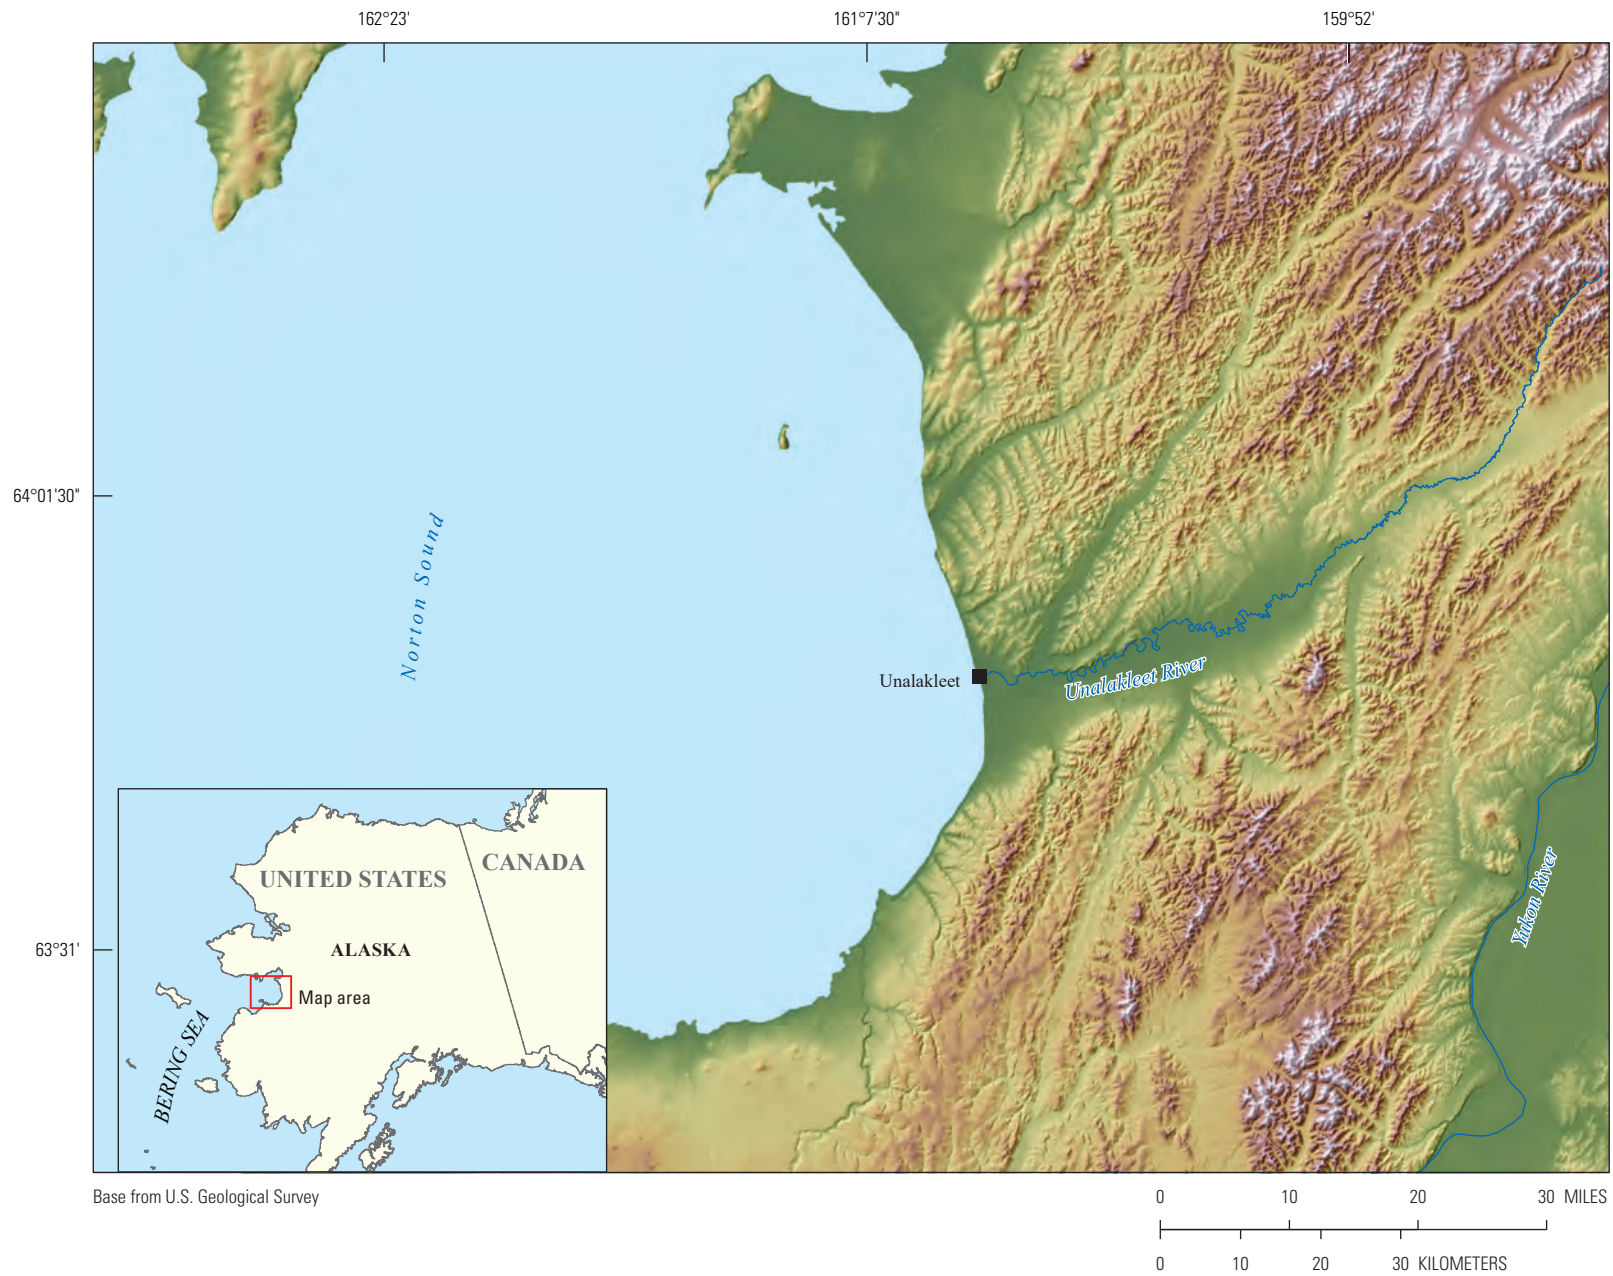 162°23'
161°7'30"
159°52'
64°01'30"
63°31'
Norton Sound
Unalakleet
Unalakleet River
Yukon River
UNITED STATES
CANADA
ALASKA
Map area
BERING SEA
Base from U.S. Geological Survey
0 10 20 30 MILES
0 10 20 30 KILOMETERS